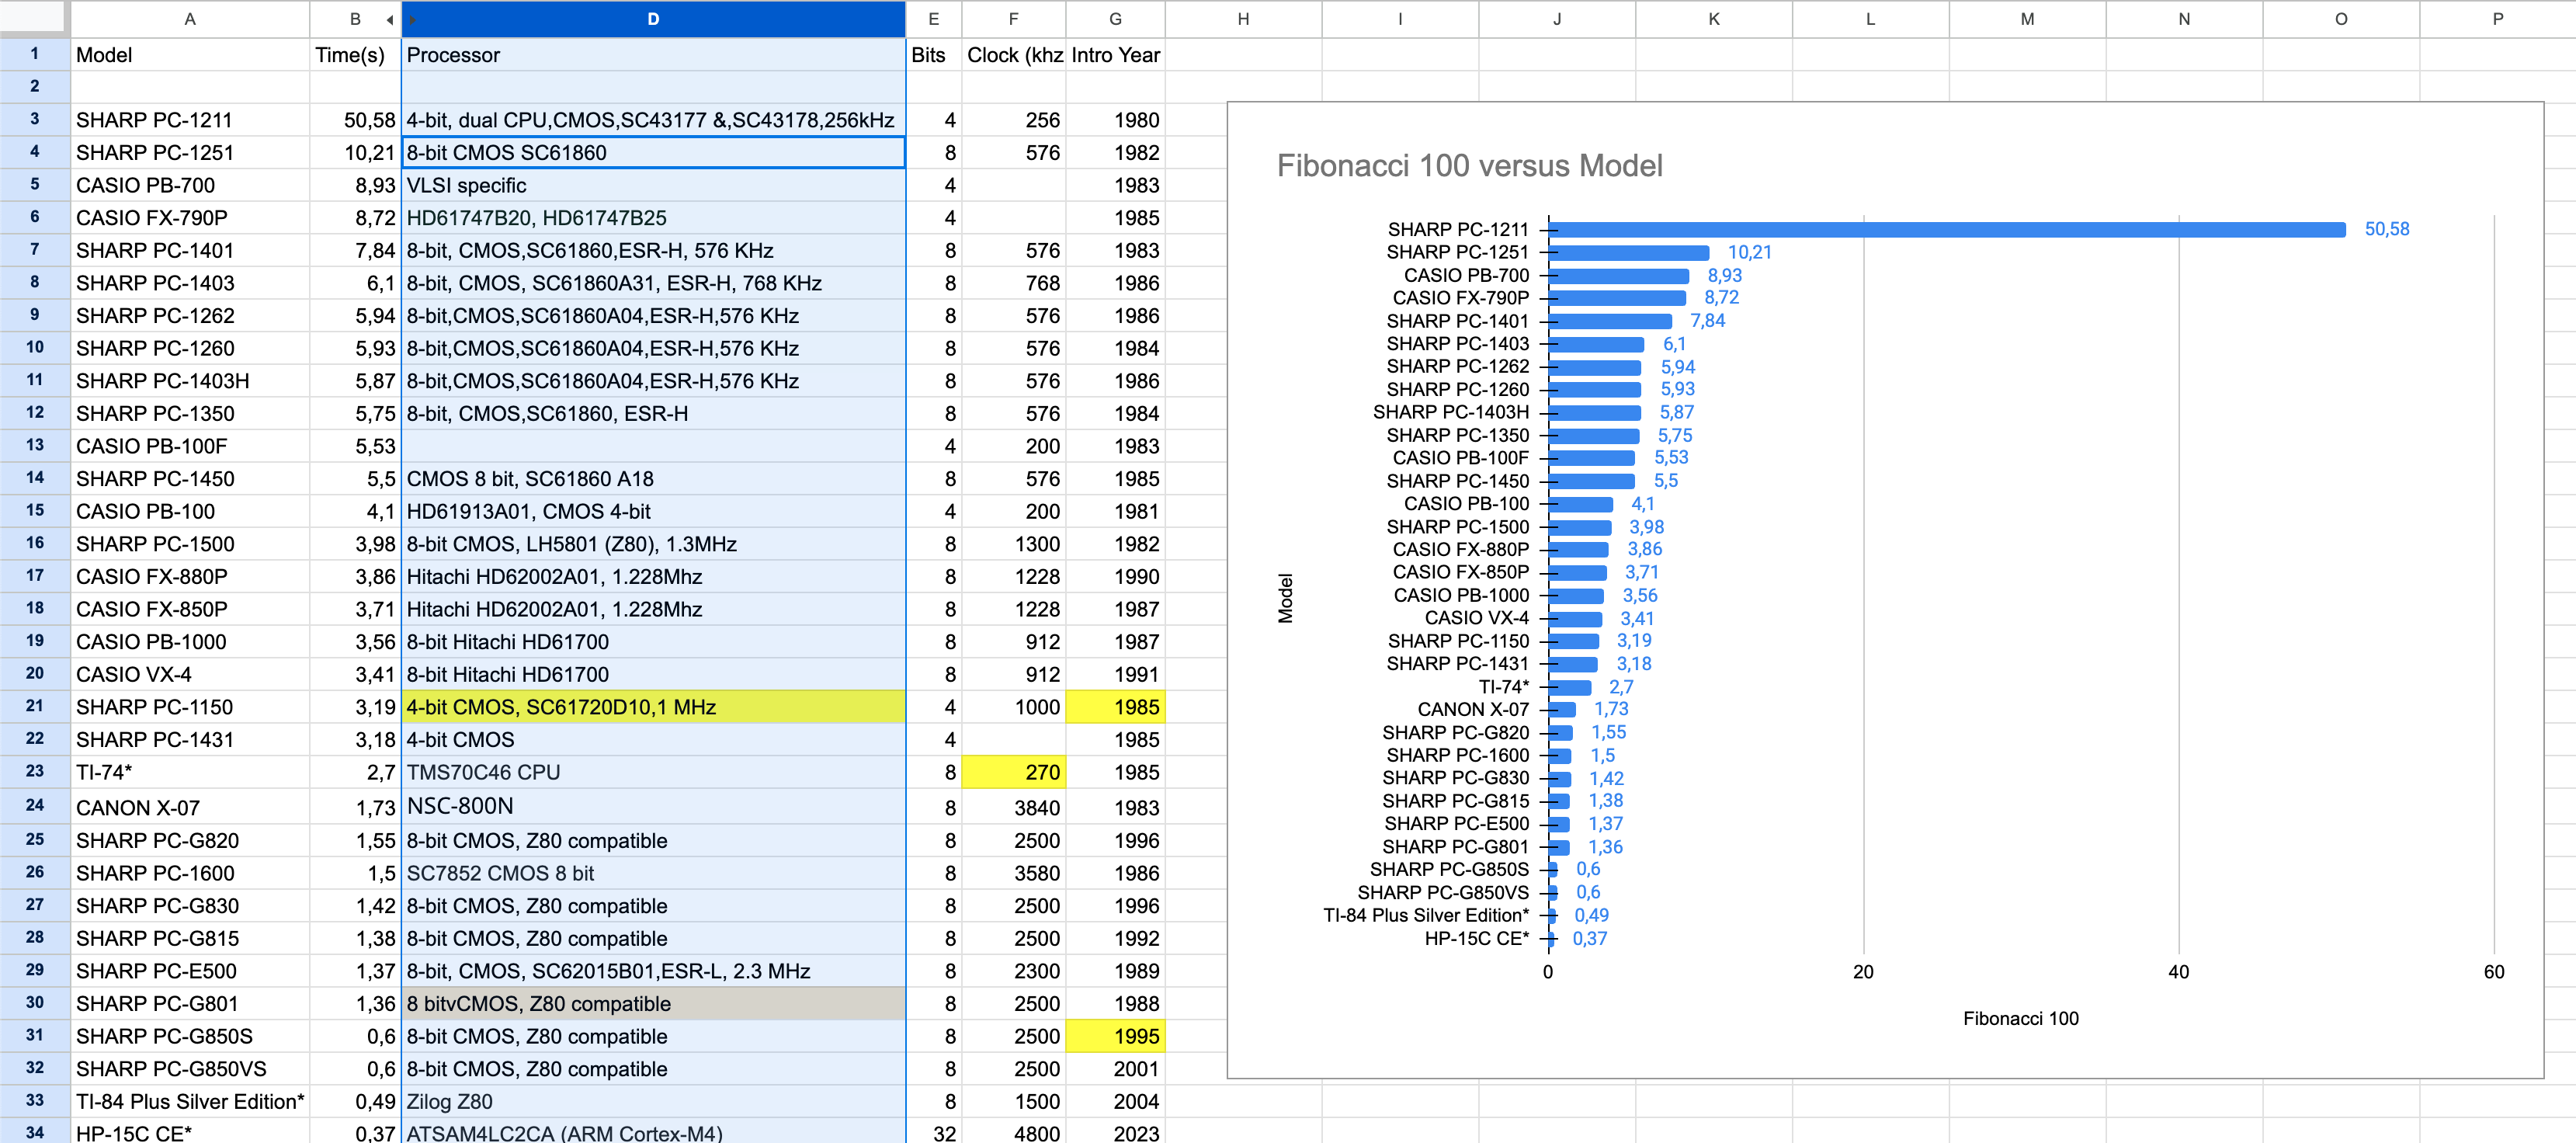 A B D E F G H I J K L M N O P
1 Model Time(s) Processor Bits Clock (khz Intro Year
2
3 SHARP PC-1211 50,58 4-bit, dual CPU,CMOS,SC43177 &,SC43178,256kHz 4 256 1980
4 SHARP PC-1251 10,21 8-bit CMOS SC61860 8 576 1982
5 CASIO PB-700 8,93 VLSI specific 4 1983
6 CASIO FX-790P 8,72 HD61747B20, HD61747B25 4 1985
7 SHARP PC-1401 7,84 8-bit, CMOS,SC61860,ESR-H, 576 KHz 8 576 1983
8 SHARP PC-1403 6,1 8-bit, CMOS, SC61860A31, ESR-H, 768 KHz 8 768 1986
9 SHARP PC-1262 5,94 8-bit,CMOS,SC61860A04,ESR-H,576 KHz 8 576 1986
10 SHARP PC-1260 5,93 8-bit,CMOS,SC61860A04,ESR-H,576 KHz 8 576 1984
11 SHARP PC-1403H 5,87 8-bit,CMOS,SC61860A04,ESR-H,576 KHz 8 576 1986
12 SHARP PC-1350 5,75 8-bit, CMOS,SC61860, ESR-H 8 576 1984
13 CASIO PB-100F 5,53 4 200 1983
14 SHARP PC-1450 5,5 CMOS 8 bit, SC61860 A18 8 576 1985
15 CASIO PB-100 4,1 HD61913A01, CMOS 4-bit 4 200 1981
16 SHARP PC-1500 3,98 8-bit CMOS, LH5801 (Z80), 1.3MHz 8 1300 1982
17 CASIO FX-880P 3,86 Hitachi HD62002A01, 1.228Mhz 8 1228 1990
18 CASIO FX-850P 3,71 Hitachi HD62002A01, 1.228Mhz 8 1228 1987
19 CASIO PB-1000 3,56 8-bit Hitachi HD61700 8 912 1987
20 CASIO VX-4 3,41 8-bit Hitachi HD61700 8 912 1991
21 SHARP PC-1150 3,19 4-bit CMOS, SC61720D10,1 MHz 4 1000 1985
22 SHARP PC-1431 3,18 4-bit CMOS 4 1985
23 TI-74* 2,7 TMS70C46 CPU 8 270 1985
24 CANON X-07 1,73 NSC-800N 8 3840 1983
25 SHARP PC-G820 1,55 8-bit CMOS, Z80 compatible 8 2500 1996
26 SHARP PC-1600 1,5 SC7852 CMOS 8 bit 8 3580 1986
27 SHARP PC-G830 1,42 8-bit CMOS, Z80 compatible 8 2500 1996
28 SHARP PC-G815 1,38 8-bit CMOS, Z80 compatible 8 2500 1992
29 SHARP PC-E500 1,37 8-bit, CMOS, SC62015B01,ESR-L, 2.3 MHz 8 2300 1989
30 SHARP PC-G801 1,36 8 bitvCMOS, Z80 compatible 8 2500 1988
31 SHARP PC-G850S 0,6 8-bit CMOS, Z80 compatible 8 2500 1995
32 SHARP PC-G850VS 0,6 8-bit CMOS, Z80 compatible 8 2500 2001
33 TI-84 Plus Silver Edition* 0,49 Zilog Z80 8 1500 2004
34 HP-15C CE* 0,37 ATSAM4LC2CA (ARM Cortex-M4) 32 4800 2023
Fibonacci 100 versus Model
SHARP PC-1211 50,58
SHARP PC-1251 10,21
CASIO PB-700 8,93
CASIO FX-790P 8,72
SHARP PC-1401 7,84
SHARP PC-1403 6,1
SHARP PC-1262 5,94
SHARP PC-1260 5,93
SHARP PC-1403H 5,87
SHARP PC-1350 5,75
CASIO PB-100F 5,53
SHARP PC-1450 5,5
CASIO PB-100 4,1
SHARP PC-1500 3,98
CASIO FX-880P 3,86
CASIO FX-850P 3,71
CASIO PB-1000 3,56
CASIO VX-4 3,41
SHARP PC-1150 3,19
SHARP PC-1431 3,18
TI-74* 2,7
CANON X-07 1,73
SHARP PC-G820 1,55
SHARP PC-1600 1,5
SHARP PC-G830 1,42
SHARP PC-G815 1,38
SHARP PC-E500 1,37
SHARP PC-G801 1,36
SHARP PC-G850S 0,6
SHARP PC-G850VS 0,6
TI-84 Plus Silver Edition* 0,49
HP-15C CE* 0,37
Model
0 20 40 60
Fibonacci 100